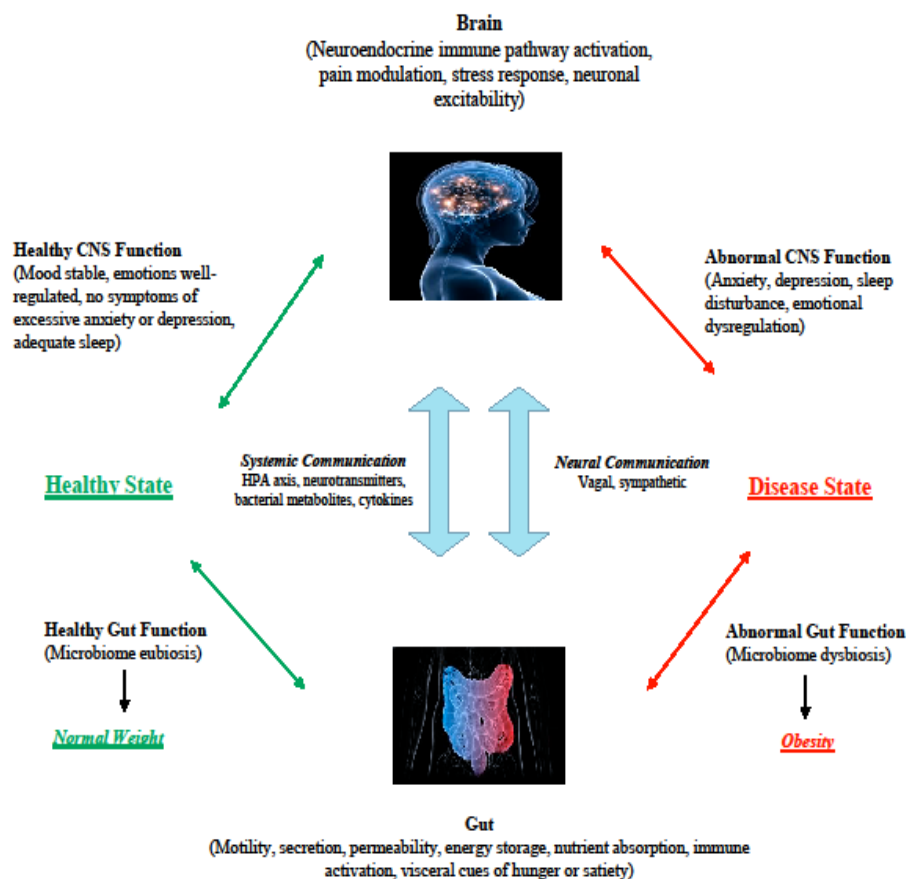 Brain
(Neuroendocrine immune pathway activation,
pain modulation, stress response, neuronal
excitability)
Healthy CNS Function
(Mood stable, emotions well-
regulated, no symptoms of
excessive anxiety or depression,
adequate sleep)
Abnormal CNS Function
(Anxiety, depression, sleep
disturbance, emotional
dysregulation)
Healthy State
Systemic Communication
HPA axis, neurotransmitters,
bacterial metabolites, cytokines
Neural Communication
Vagal, sympathetic
Disease State
Healthy Gut Function
(Microbiome eubiosis)
Normal Weight
Abnormal Gut Function
(Microbiome dysbiosis)
Obesity
Gut
(Motility, secretion, permeability, energy storage, nutrient absorption, immune
activation, visceral cues of hunger or satiety)